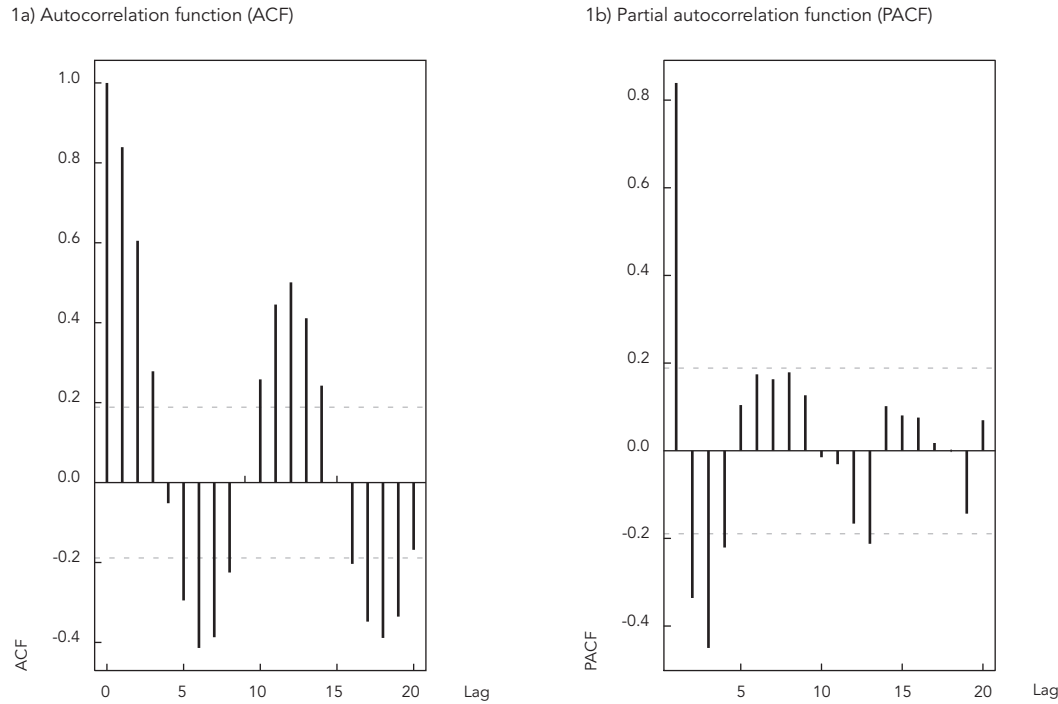 1a) Autocorrelation function (ACF)
1.0
0.8
0.6
0.4
0.2
0.0
-0.2
-0.4
ACF
0 5 10 15 20 Lag
1b) Partial autocorrelation function (PACF)
0.8
0.6
0.4
0.2
0.0
-0.2
-0.4
PACF
5 10 15 20 Lag